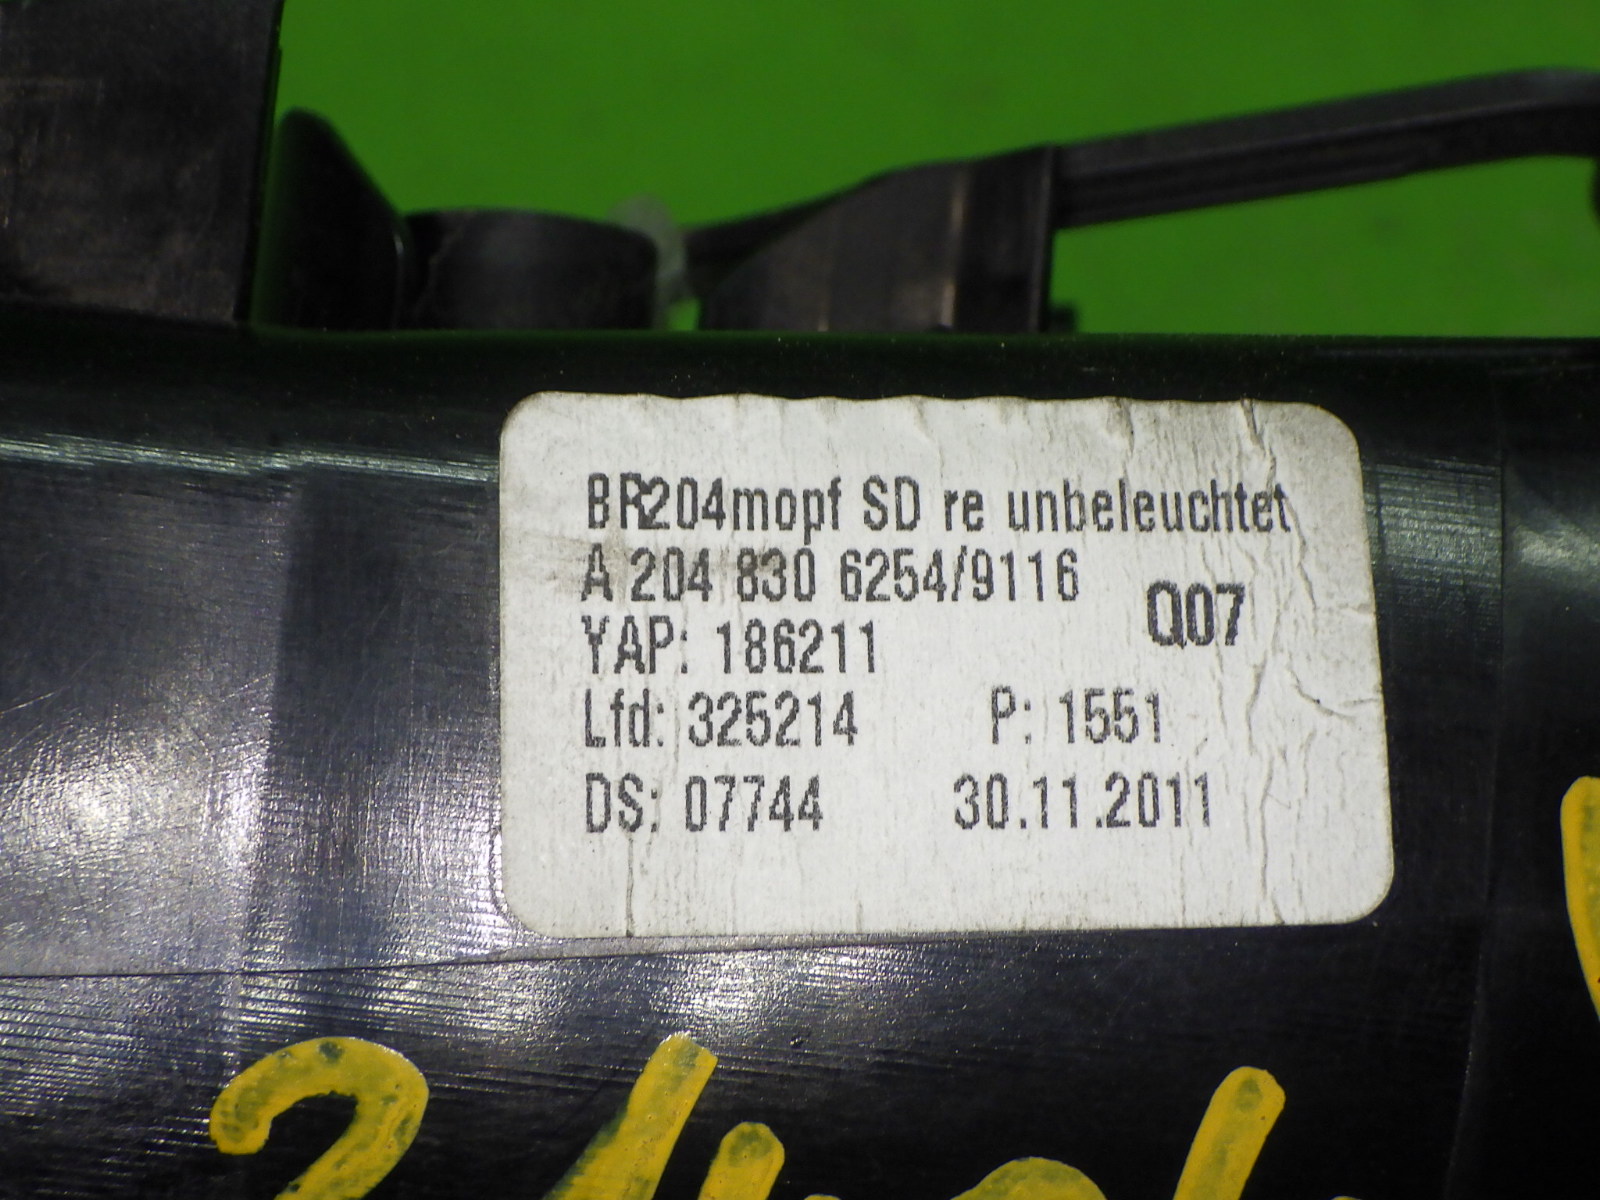 BR204mopf SD re unbeleuchtet
A 204 830 6254/9116
Q07
YAP: 186211
Lfd: 325214 P: 1551
DS: 07744 30.11.2011